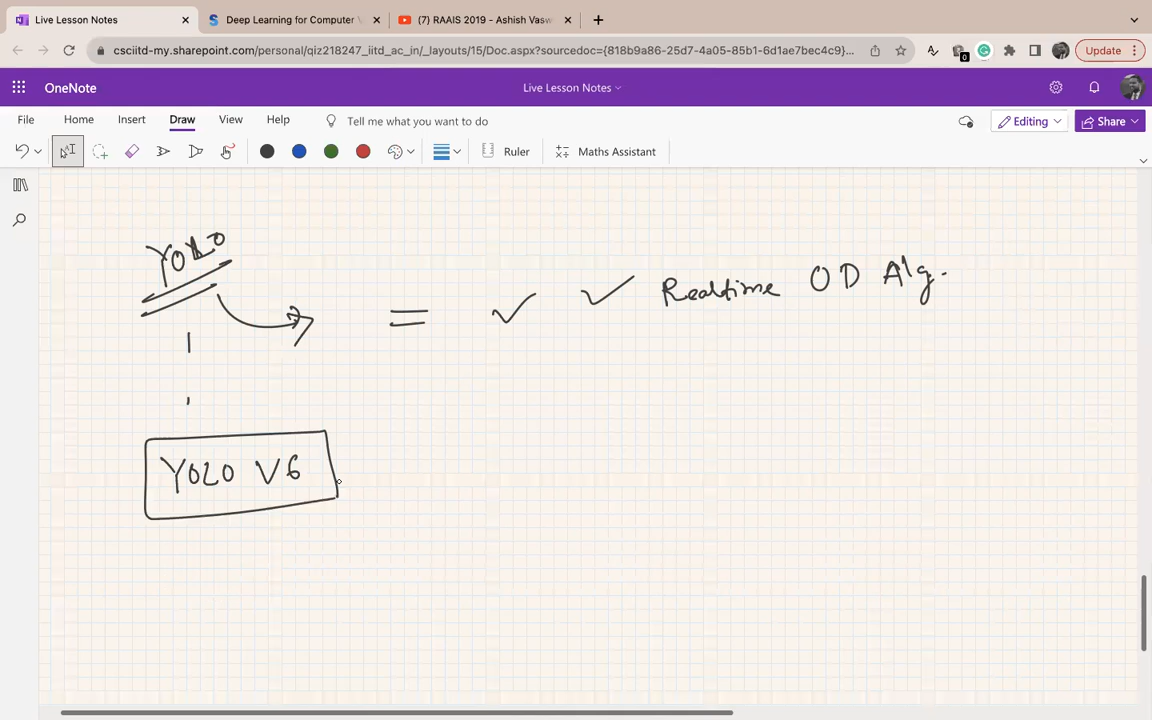 Live Lesson Notes
Deep Learning for Computer V
(7) RAAIS 2019 - Ashish Vasw
csciitd-my.sharepoint.com/personal/qiz218247_iitd_ac_in/_layouts/15/Doc.aspx?sourcedoc={818b9a86-25d7-4a05-85b1-6d1ae7bec4c9}...
0
Update
OneNote
Live Lesson Notes
File Home Insert Draw View Help Tell me what you want to do
Editing
Share
Ruler
Maths Assistant
YOLO
= Realtime OD Alg.
YOLO V6